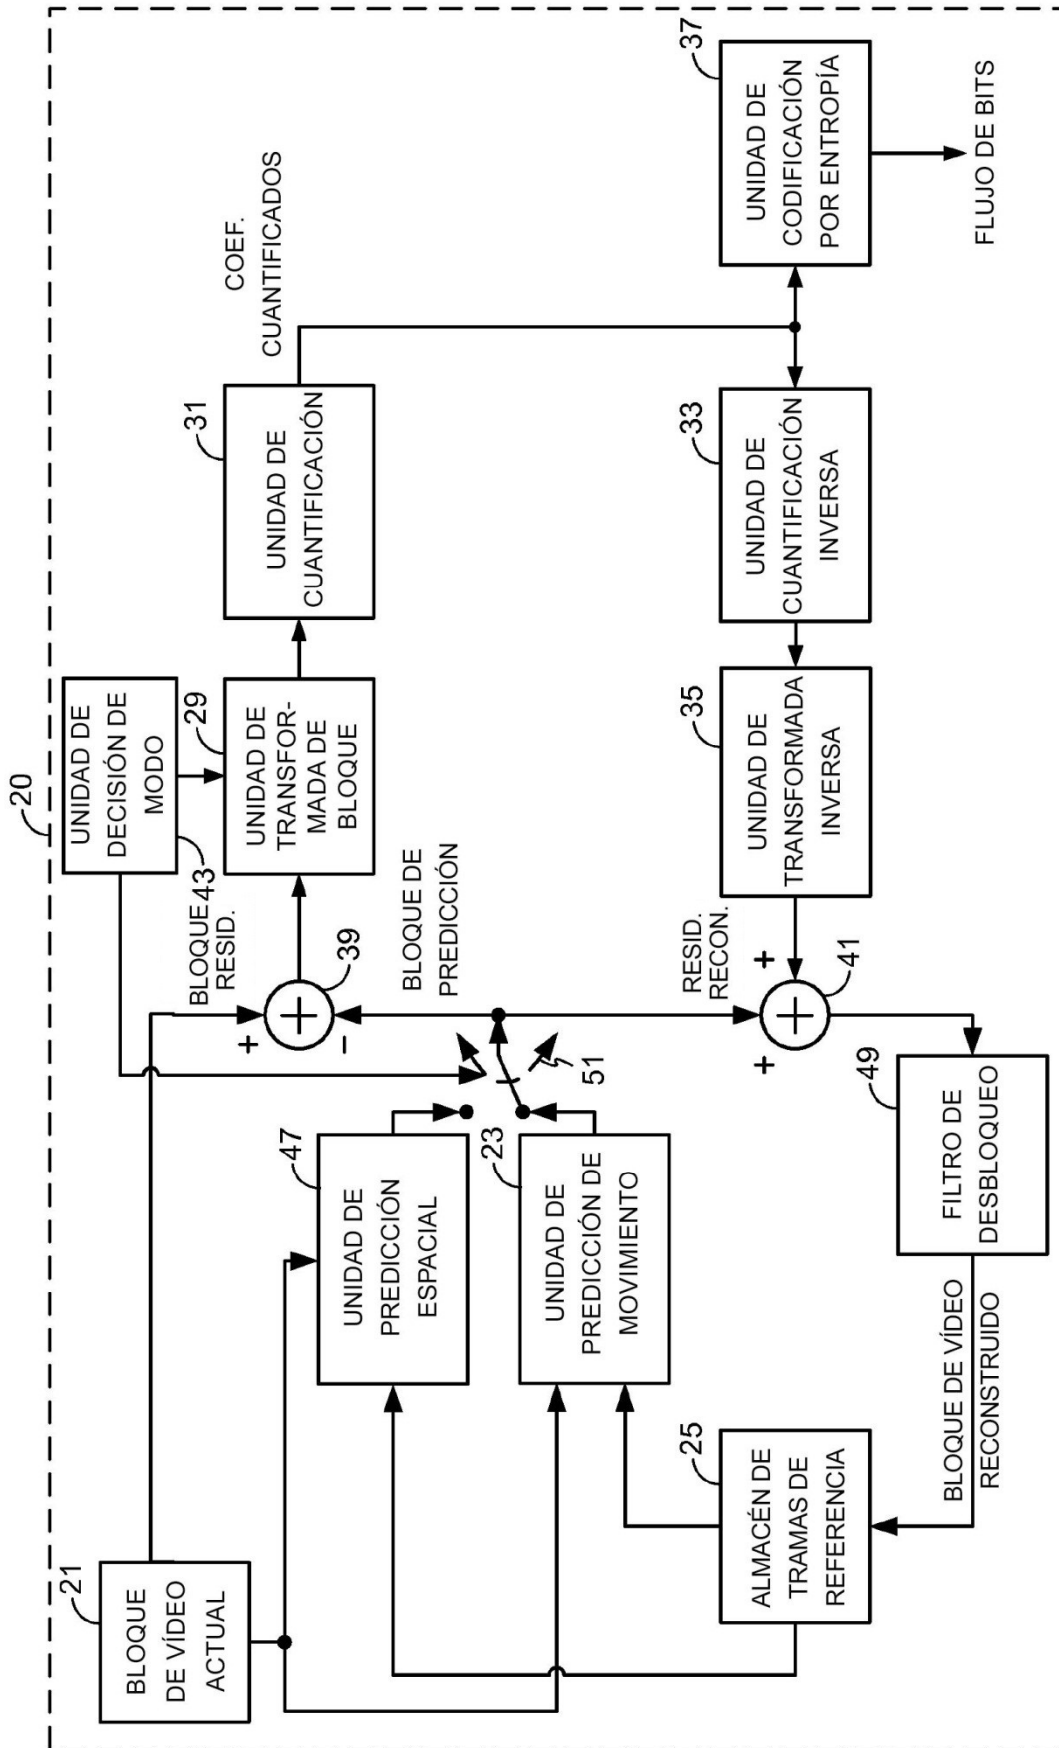 20
21
BLOQUE
DE VÍDEO
ACTUAL
UNIDAD DE
DECISIÓN DE
MODO
43
BLOQUE
RESID.
+
-
39
29
UNIDAD DE
TRANSFOR-
MADA DE
BLOQUE
31
UNIDAD DE
CUANTIFICACIÓN
COEF.
CUANTIFICADOS
37
UNIDAD DE
CODIFICACIÓN
POR ENTROPÍA
FLUJO DE BITS
47
UNIDAD DE
PREDICCIÓN
ESPACIAL
23
UNIDAD DE
PREDICCIÓN DE
MOVIMIENTO
51
BLOQUE DE
PREDICCIÓN
33
UNIDAD DE
CUANTIFICACIÓN
INVERSA
35
UNIDAD DE
TRANSFORMADA
INVERSA
RESID.
RECON.
+
+
41
49
FILTRO DE
DESBLOQUEO
BLOQUE DE VÍDEO
RECONSTRUIDO
25
ALMACÉN DE
TRAMAS DE
REFERENCIA